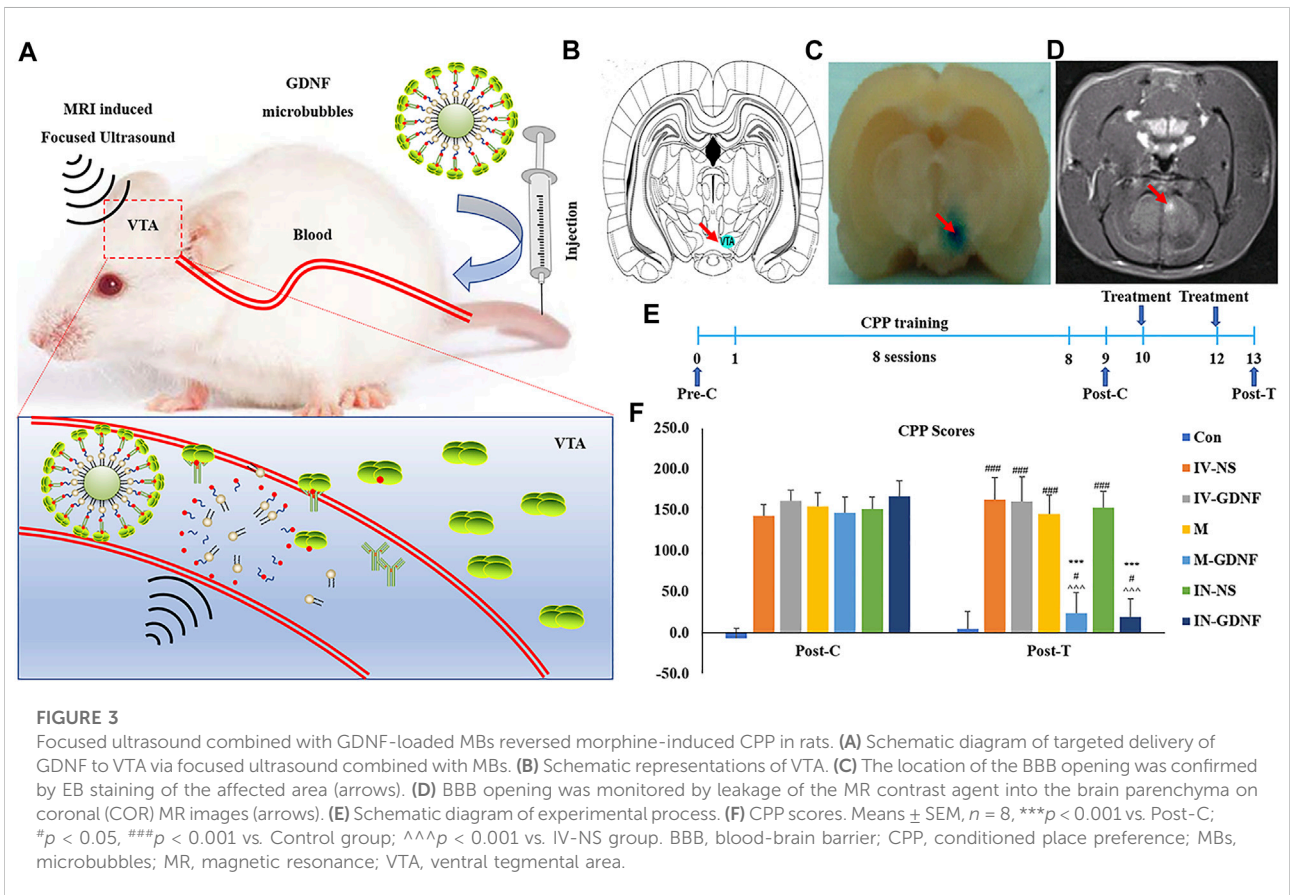 A
MRI induced
Focused Ultrasound
GDNF
microbubbles
VTA
Blood
Injection
VTA
B
VTA
C
D
E
Treatment Treatment
CPP training
0 1 8 sessions 8 9 10 12 13
Pre-C Post-C Post-T
F
CPP Scores
250.0
200.0
150.0
100.0
50.0
0.0
-50.0
### ### ### ###
*** ***
# #
^^^ ^^^
Post-C Post-T
Con
IV-NS
IV-GDNF
M
M-GDNF
IN-NS
IN-GDNF
FIGURE 3
Focused ultrasound combined with GDNF-loaded MBs reversed morphine-induced CPP in rats. (A) Schematic diagram of targeted delivery of
GDNF to VTA via focused ultrasound combined with MBs. (B) Schematic representations of VTA. (C) The location of the BBB opening was confirmed
by EB staining of the affected area (arrows). (D) BBB opening was monitored by leakage of the MR contrast agent into the brain parenchyma on
coronal (COR) MR images (arrows). (E) Schematic diagram of experimental process. (F) CPP scores. Means ± SEM, n = 8, ***p < 0.001 vs. Post-C;
#p < 0.05, ###p < 0.001 vs. Control group; ^^^p < 0.001 vs. IV-NS group. BBB, blood-brain barrier; CPP, conditioned place preference; MBs,
microbubbles; MR, magnetic resonance; VTA, ventral tegmental area.